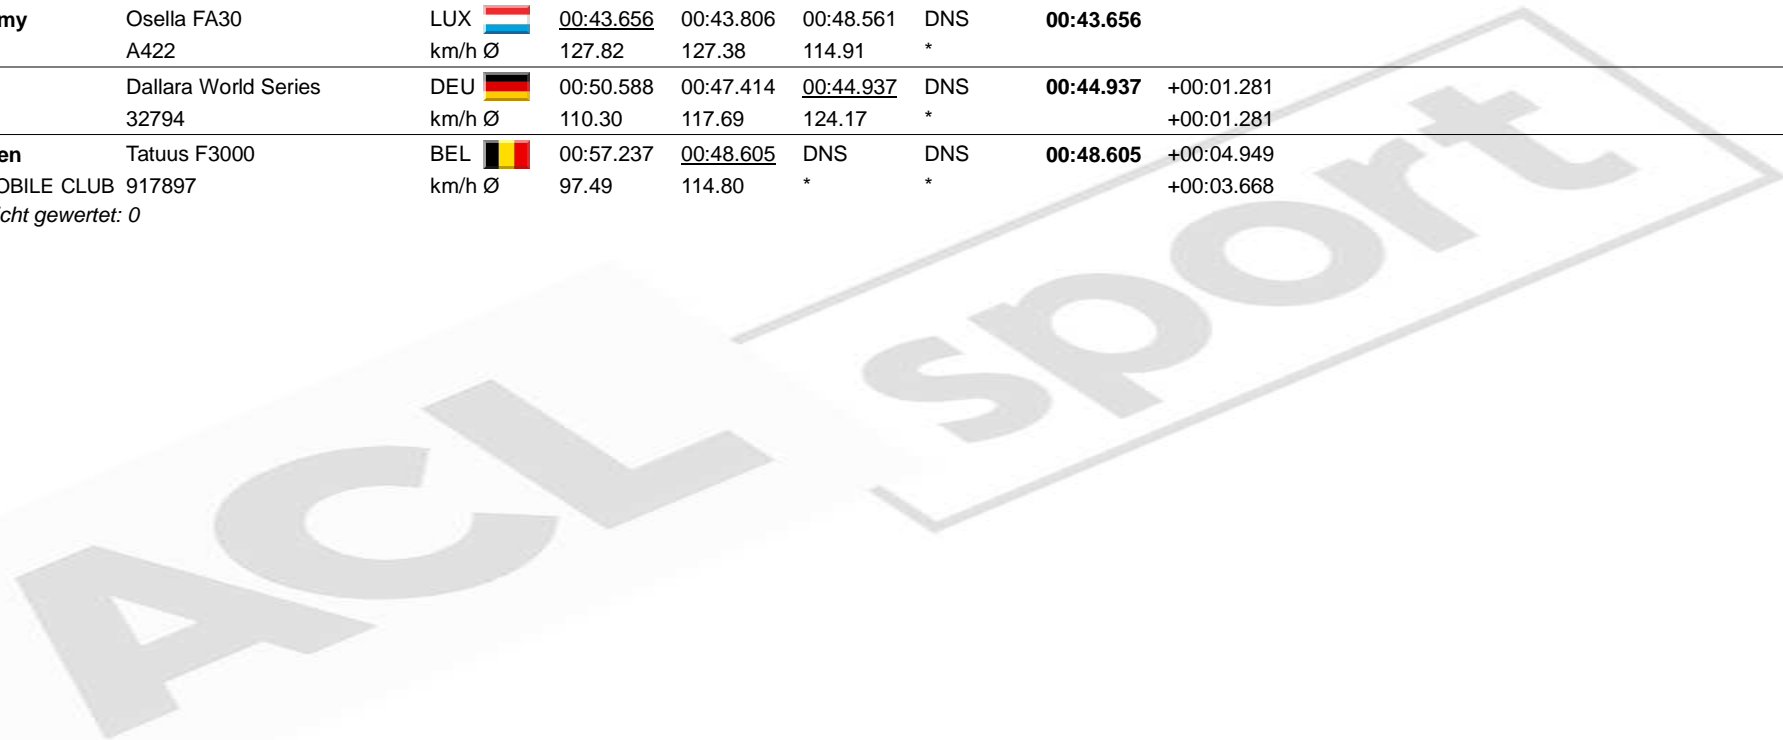 my Osella FA30 LUX 00:43.656 00:43.806 00:48.561 DNS 00:43.656
A422 km/h Ø 127.82 127.38 114.91 *
Dallara World Series DEU 00:50.588 00:47.414 00:44.937 DNS 00:44.937 +00:01.281
32794 km/h Ø 110.30 117.69 124.17 * +00:01.281
en Tatuus F3000 BEL 00:57.237 00:48.605 DNS DNS 00:48.605 +00:04.949
OBILE CLUB 917897 km/h Ø 97.49 114.80 * * +00:03.668
icht gewertet: 0
ACL sport